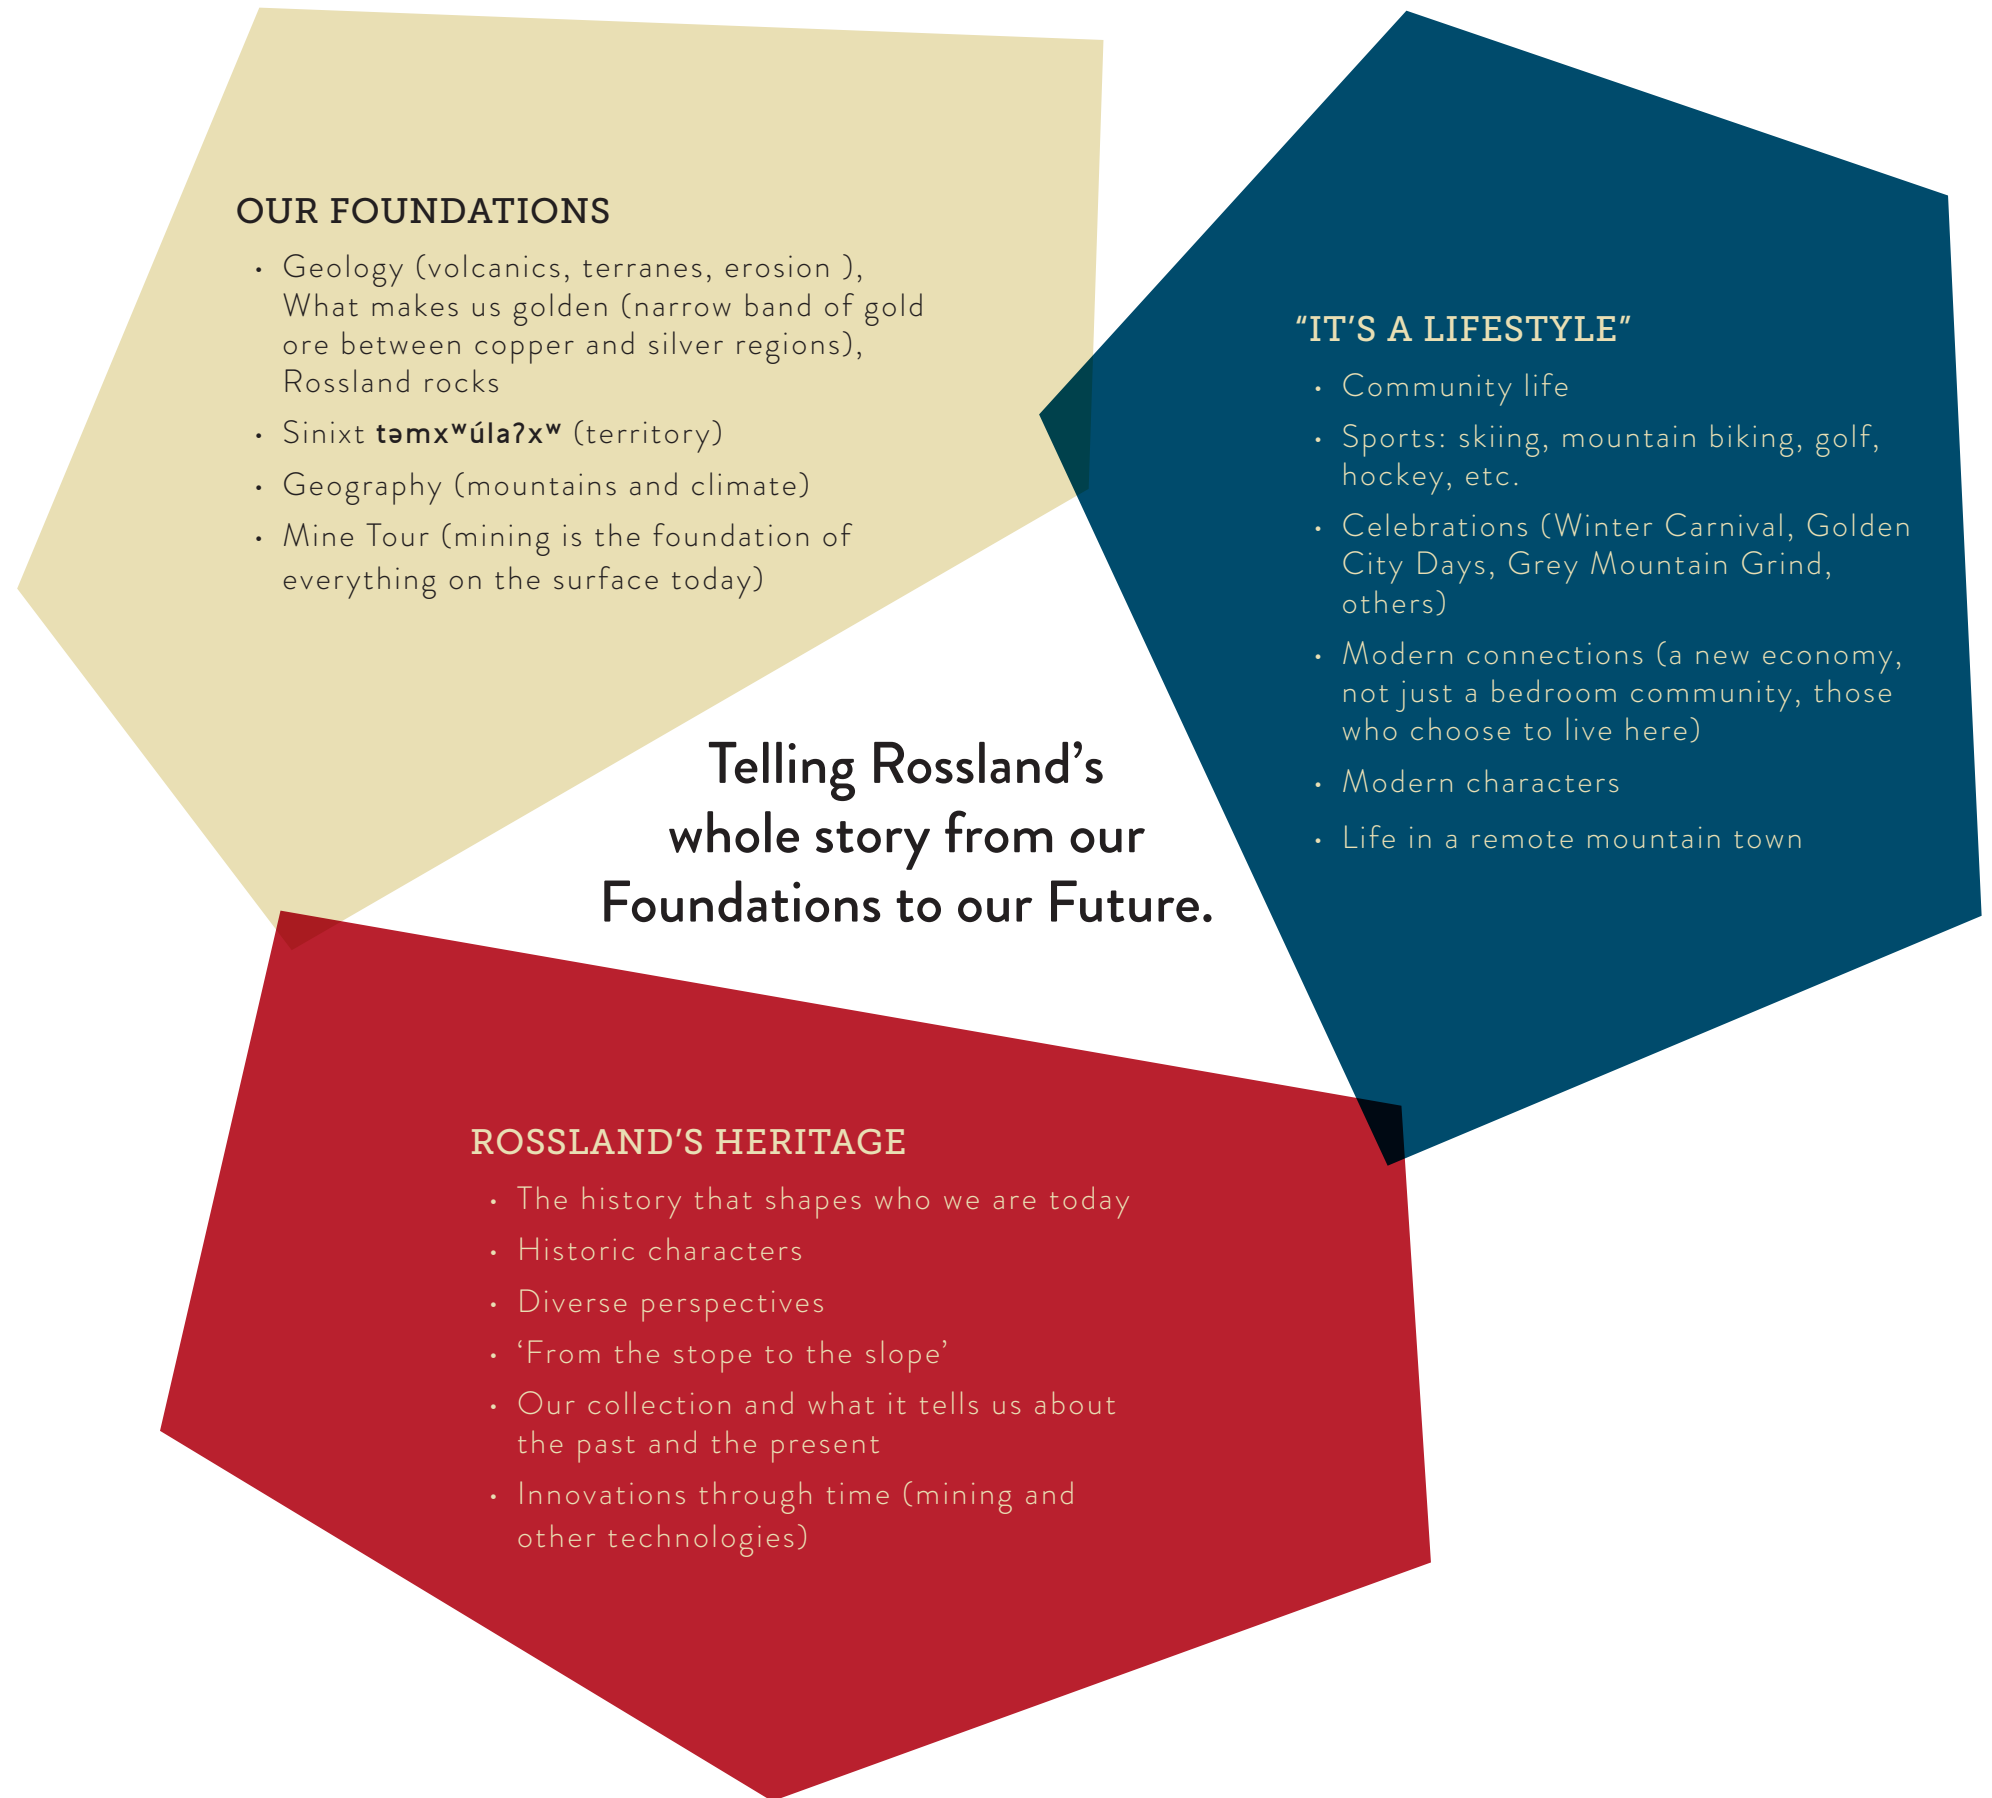 OUR FOUNDATIONS
• Geology (volcanics, terranes, erosion ),
What makes us golden (narrow band of gold
ore between copper and silver regions),
Rossland rocks
• Sinixt təmxʷúlaʔxʷ (territory)
• Geography (mountains and climate)
• Mine Tour (mining is the foundation of
everything on the surface today)
“IT’S A LIFESTYLE”
• Community life
• Sports: skiing, mountain biking, golf,
hockey, etc.
• Celebrations (Winter Carnival, Golden
City Days, Grey Mountain Grind,
others)
• Modern connections (a new economy,
not just a bedroom community, those
who choose to live here)
• Modern characters
• Life in a remote mountain town
Telling Rossland’s
whole story from our
Foundations to our Future.
ROSSLAND’S HERITAGE
• The history that shapes who we are today
• Historic characters
• Diverse perspectives
• ‘From the stope to the slope’
• Our collection and what it tells us about
the past and the present
• Innovations through time (mining and
other technologies)